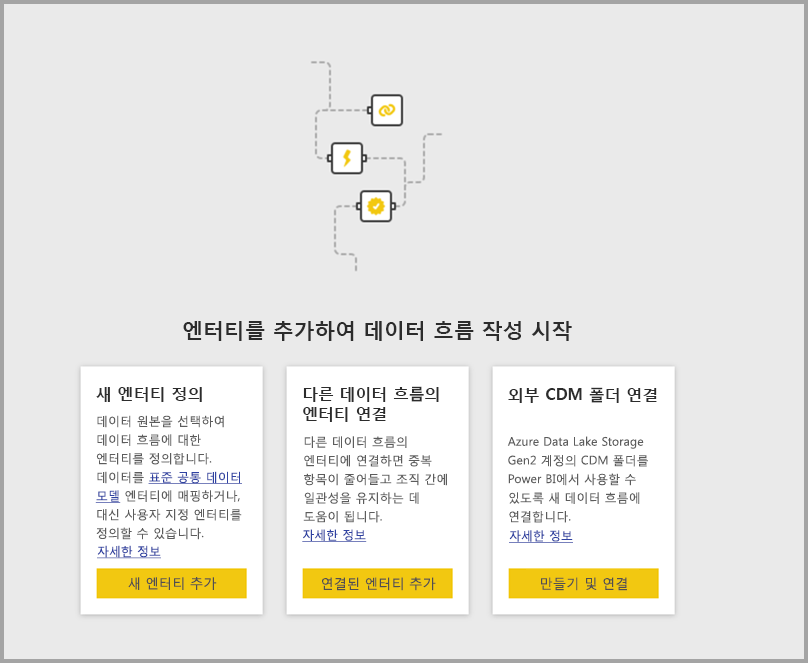 엔터티를 추가하여 데이터 흐름 작성 시작
새 엔터티 정의
데이터 원본을 선택하여
데이터 흐름에 대한
엔터티를 정의합니다.
데이터를 표준 공통 데이터
모델 엔터티에 매핑하거나,
대신 사용자 지정 엔터티를
정의할 수 있습니다.
자세한 정보
새 엔터티 추가
다른 데이터 흐름의
엔터티 연결
다른 데이터 흐름의
엔터티에 연결하면 중복
항목이 줄어들고 조직 간에
일관성을 유지하는 데
도움이 됩니다.
자세한 정보
연결된 엔터티 추가
외부 CDM 폴더 연결
Azure Data Lake Storage
Gen2 계정의 CDM 폴더를
Power BI에서 사용할 수
있도록 새 데이터 흐름에
연결합니다.
자세한 정보
만들기 및 연결